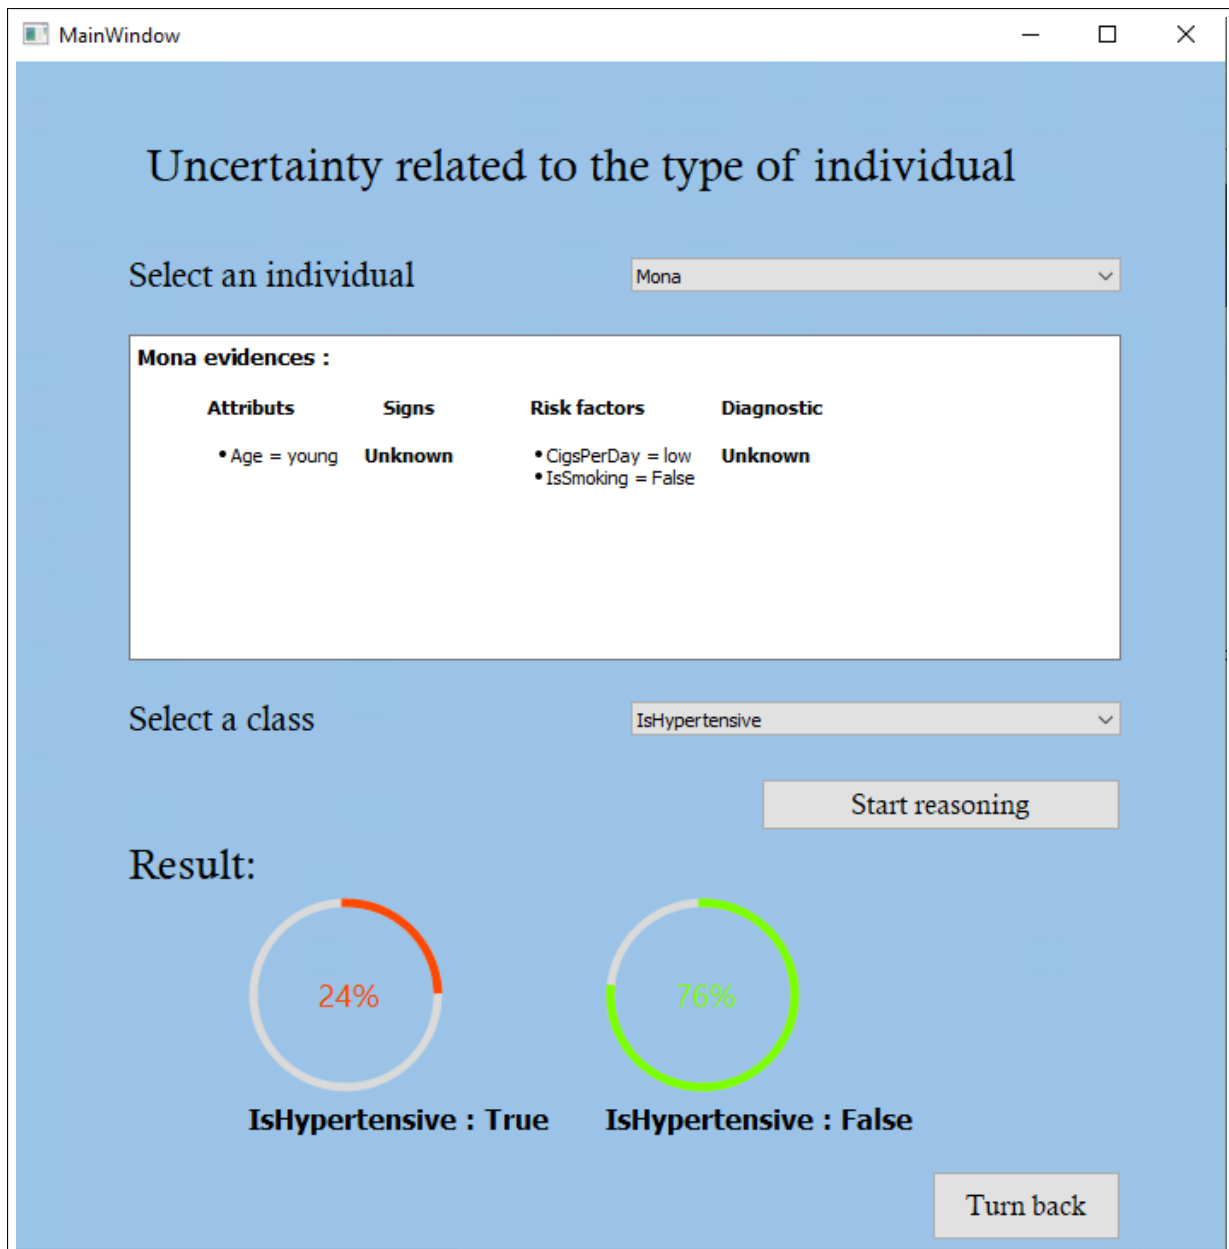 MainWindow
Uncertainty related to the type of individual
Select an individual
Mona
Mona evidences :
Attributs Signs Risk factors Diagnostic
• Age = young Unknown • CigsPerDay = low Unknown
• IsSmoking = False
Select a class
IsHypertensive
Start reasoning
Result:
24% 76%
IsHypertensive : True IsHypertensive : False
Turn back